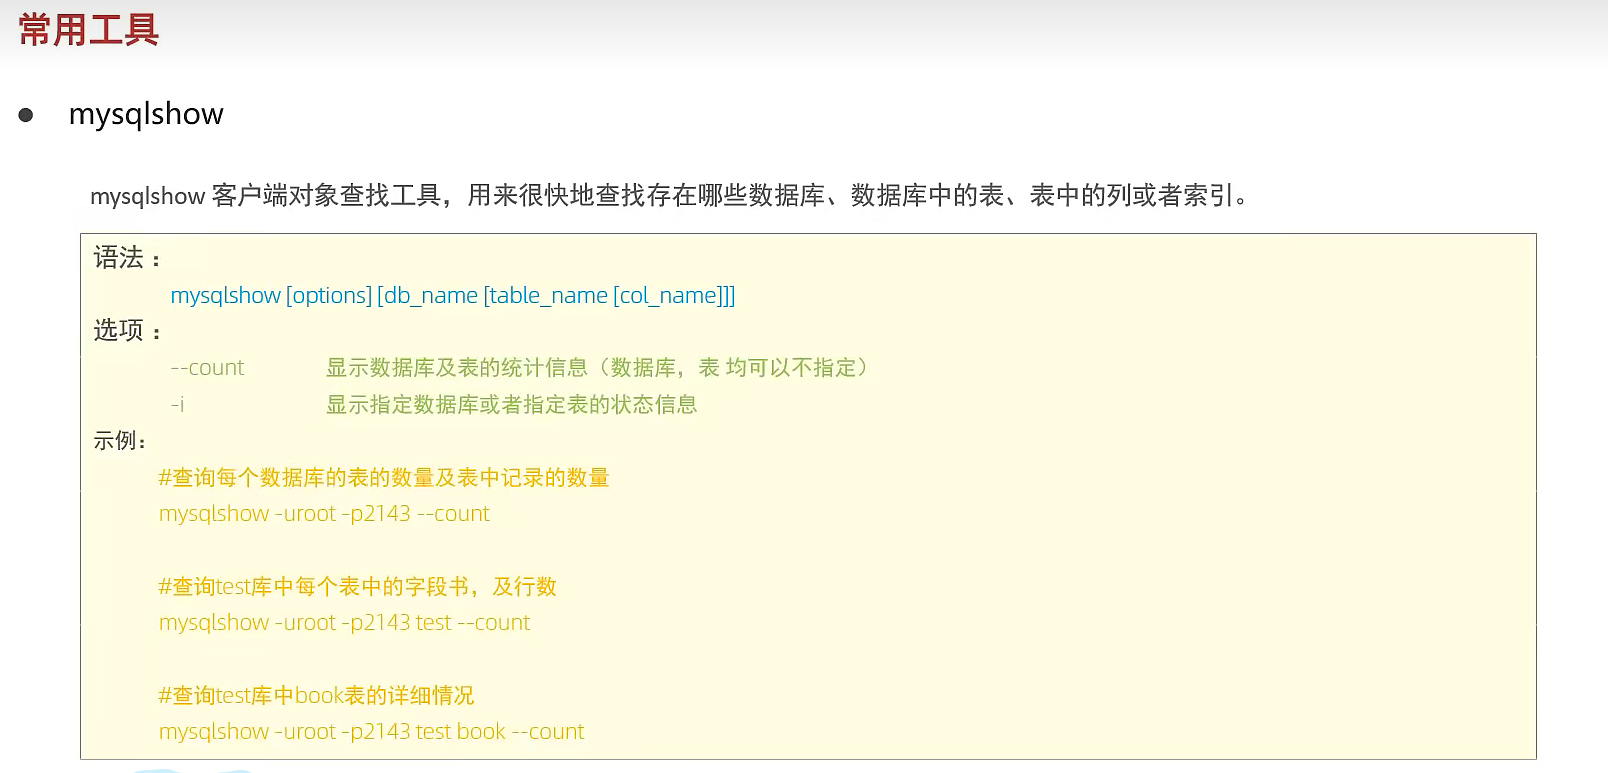 常用工具
● mysqlshow
mysqlshow 客户端对象查找工具，用来很快地查找存在哪些数据库、数据库中的表、表中的列或者索引。
语法 ：
mysqlshow [options] [db_name [table_name [col_name]]]
选项 ：
--count 显示数据库及表的统计信息（数据库，表 均可以不指定）
-i 显示指定数据库或者指定表的状态信息
示例：
#查询每个数据库的表的数量及表中记录的数量
mysqlshow -uroot -p2143 --count
#查询test库中每个表中的字段书，及行数
mysqlshow -uroot -p2143 test --count
#查询test库中book表的详细情况
mysqlshow -uroot -p2143 test book --count